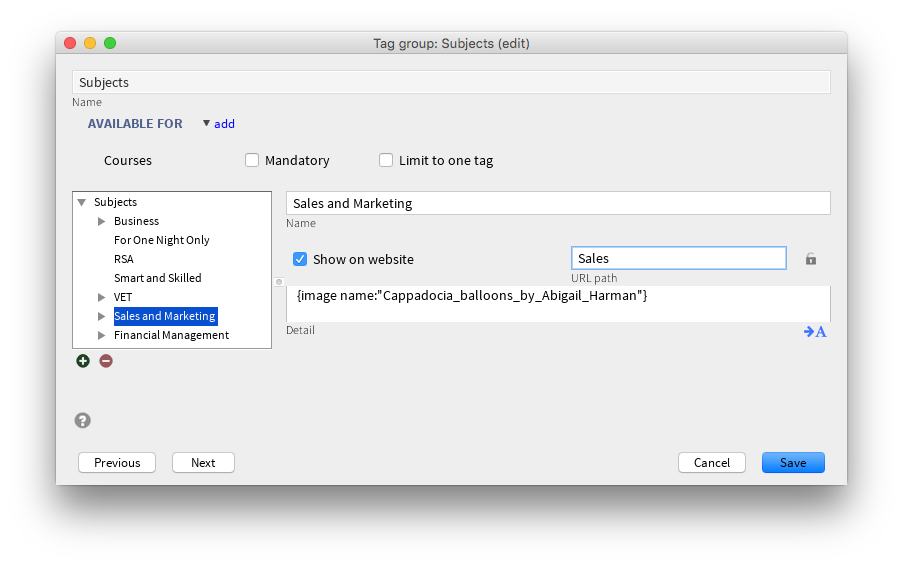 Tag group: Subjects (edit)
Subjects
Name
AVAILABLE FOR ▼ add
Courses Mandatory Limit to one tag
Subjects
Business
For One Night Only
RSA
Smart and Skilled
VET
Sales and Marketing
Financial Management
Sales and Marketing
Name
Show on website Sales
URL path
{image name:"Cappadocia_balloons_by_Abigail_Harman"}
Detail A
?
Previous Next Cancel Save